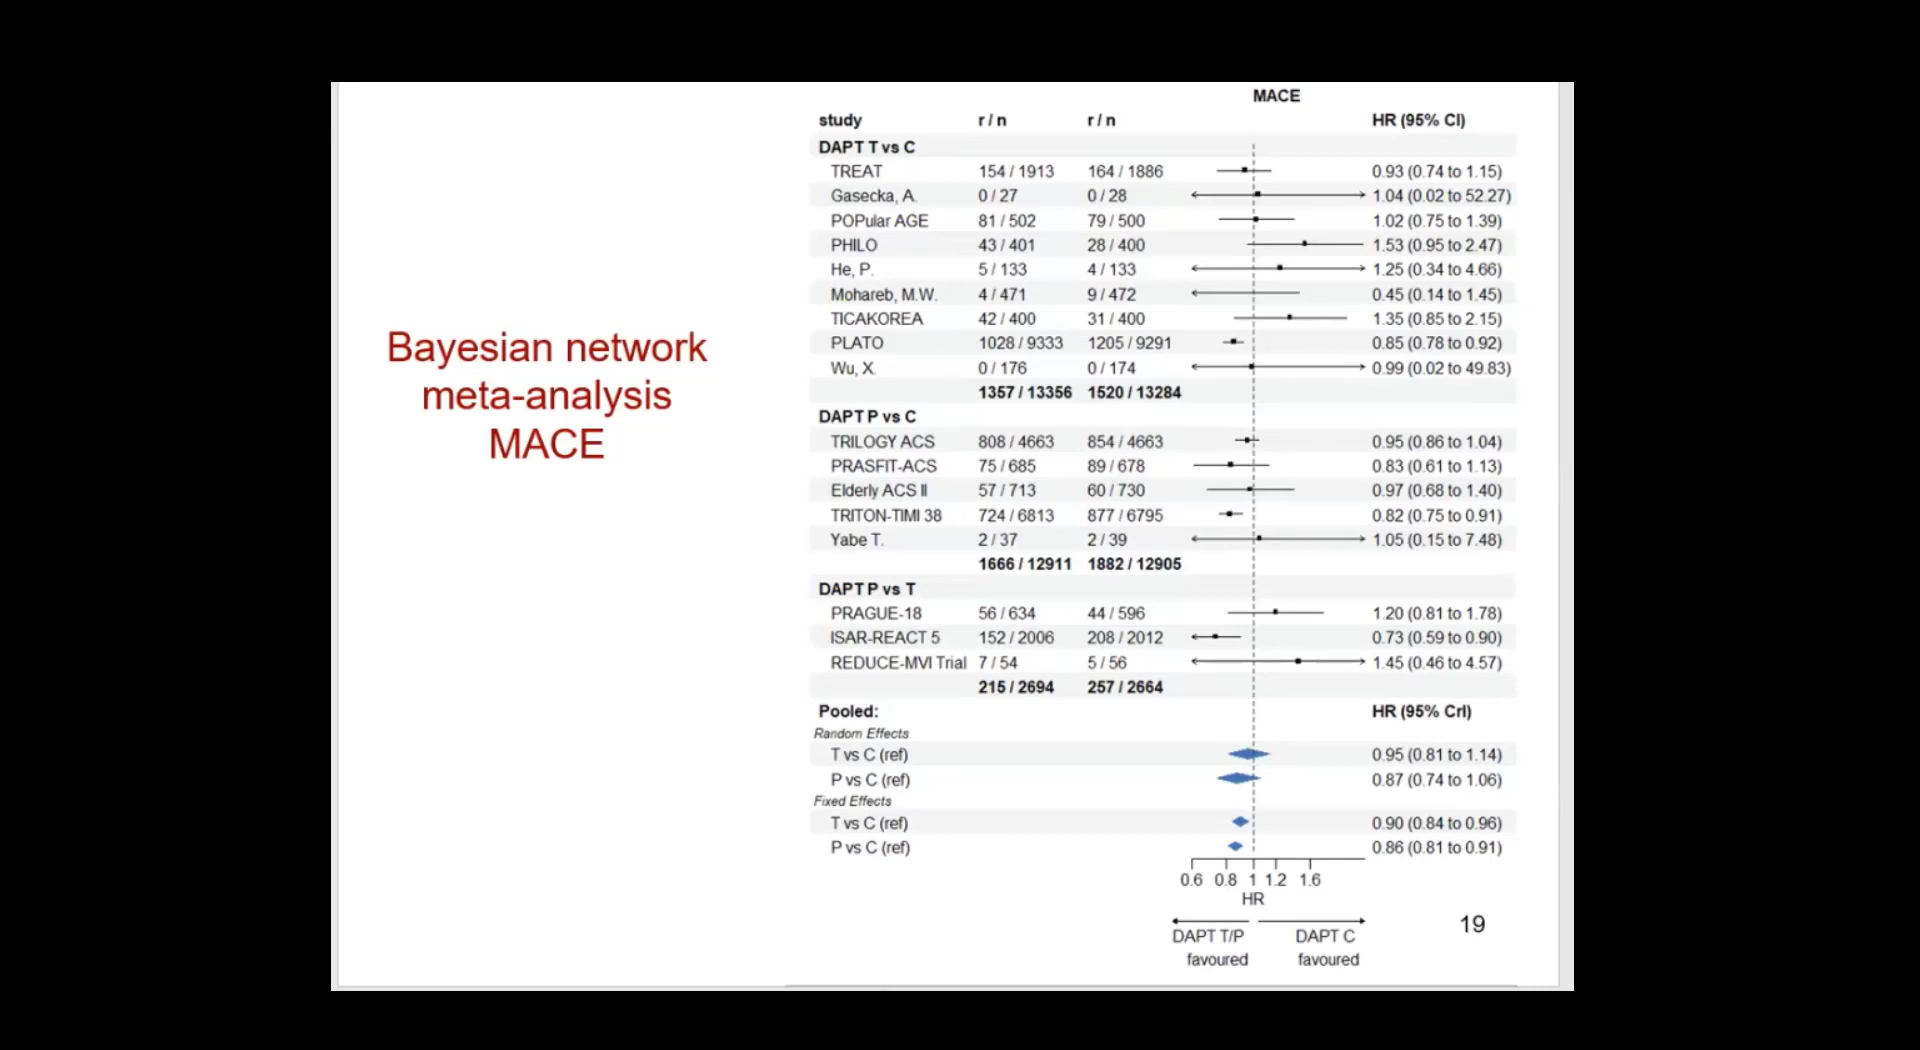 Bayesian network
meta-analysis
MACE
MACE
study r / n r / n HR (95% CI)
DAPT T vs C
TREAT 154 / 1913 164 / 1886 0.93 (0.74 to 1.15)
Gasecka, A. 0 / 27 0 / 28 1.04 (0.02 to 52.27)
POPular AGE 81 / 502 79 / 500 1.02 (0.75 to 1.39)
PHILO 43 / 401 28 / 400 1.53 (0.95 to 2.47)
He, P. 5 / 133 4 / 133 1.25 (0.34 to 4.66)
Mohareb, M.W. 4 / 471 9 / 472 0.45 (0.14 to 1.45)
TICAKOREA 42 / 400 31 / 400 1.35 (0.85 to 2.15)
PLATO 1028 / 9333 1205 / 9291 0.85 (0.78 to 0.92)
Wu, X. 0 / 176 0 / 174 0.99 (0.02 to 49.83)
1357 / 13356 1520 / 13284
DAPT P vs C
TRILOGY ACS 808 / 4663 854 / 4663 0.95 (0.86 to 1.04)
PRASFIT-ACS 75 / 685 89 / 678 0.83 (0.61 to 1.13)
Elderly ACS II 57 / 713 60 / 730 0.97 (0.68 to 1.40)
TRITON-TIMI 38 724 / 6813 877 / 6795 0.82 (0.75 to 0.91)
Yabe T. 2 / 37 2 / 39 1.05 (0.15 to 7.48)
1666 / 12911 1882 / 12905
DAPT P vs T
PRAGUE-18 56 / 634 44 / 596 1.20 (0.81 to 1.78)
ISAR-REACT 5 152 / 2006 208 / 2012 0.73 (0.59 to 0.90)
REDUCE-MVI Trial 7 / 54 5 / 56 1.45 (0.46 to 4.57)
215 / 2694 257 / 2664
Pooled: HR (95% CrI)
Random Effects
T vs C (ref) 0.95 (0.81 to 1.14)
P vs C (ref) 0.87 (0.74 to 1.06)
Fixed Effects
T vs C (ref) 0.90 (0.84 to 0.96)
P vs C (ref) 0.86 (0.81 to 0.91)
0.6 0.8 1 1.2 1.6
HR
DAPT T/P DAPT C
favoured favoured
19